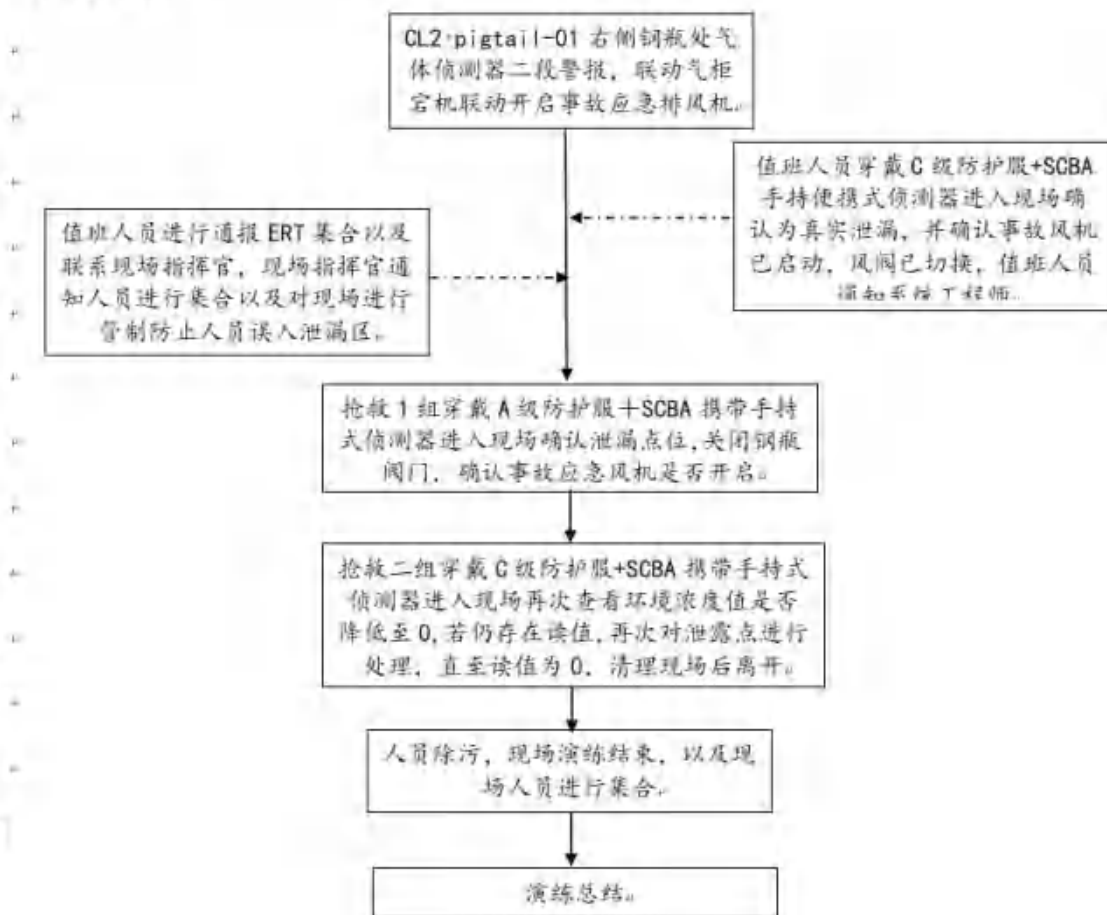 CL2·pigtail-01 右侧钢瓶处气
体侦测器二段警报，联动气柜
宕机联动开启事故应急排风机。
值班人员穿戴 C 级防护服+SCBA
手持便携式侦测器进入现场确
认为真实泄漏，并确认事故风机
已启动，风阀已切换，值班人员
通知系统工程师。
值班人员进行通报 ERT 集合以及
联系现场指挥官，现场指挥官通
知人员进行集合以及对现场进行
管制防止人员误入泄漏区。
抢救 1 组穿戴 A 级防护服＋SCBA 携带手持
式侦测器进入现场确认泄漏点位，关闭钢瓶
阀门，确认事故应急风机是否开启。
抢救二组穿戴 C 级防护服+SCBA 携带手持式
侦测器进入现场再次查看环境浓度值是否
降低至 0，若仍存在读值，再次对泄露点进行
处理，直至读值为 0，清理现场后离开。
人员除污，现场演练结束，以及现
场人员进行集合。
演练总结。